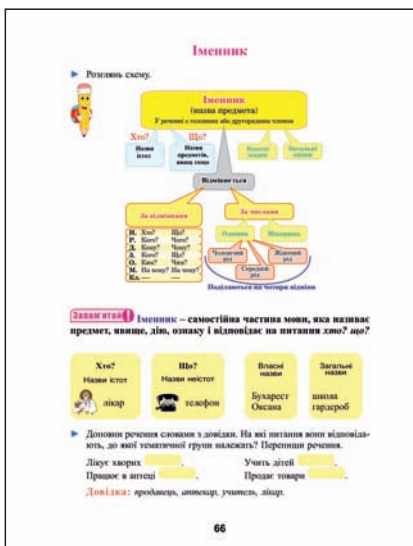 Іменник
Розглянь схему.
Іменник
(назва предмета)
У реченні є головним або другорядним членом
Хто?
Що?
Назви істот
Назви предметів, явищ тощо
Власні назви
Загальні назви
Відмінюється
За відмінками
Н. Хто? Що?
Р. Кого? Чого?
Д. Кому? Чому?
З. Кого? Що?
О. Ким? Чим?
М. На кому? На чому?
Кл.—
За числами
Однина
Множина
Чоловічий рід
Середній рід
Жіночий рід
Поділяються на чотири відміни
Запам'ятай!
Іменник – самостійна частина мови, яка називає
предмет, явище, дію, ознаку і відповідає на питання хто? що?
Хто?
Назви істот
лікар
Що?
Назви неістот
телефон
Власні
назви
Бухарест
Оксана
Загальні
назви
школа
гардероб
Доповни речення словами з довідки. На які питання вони відповіда-
ють, до якої тематичної групи належать? Перепиши речення.
Лікує хворих .
Учить дітей .
Працює в аптеці .
Продає товари .
Довідка: продавець, аптекар, учитель, лікар.
66